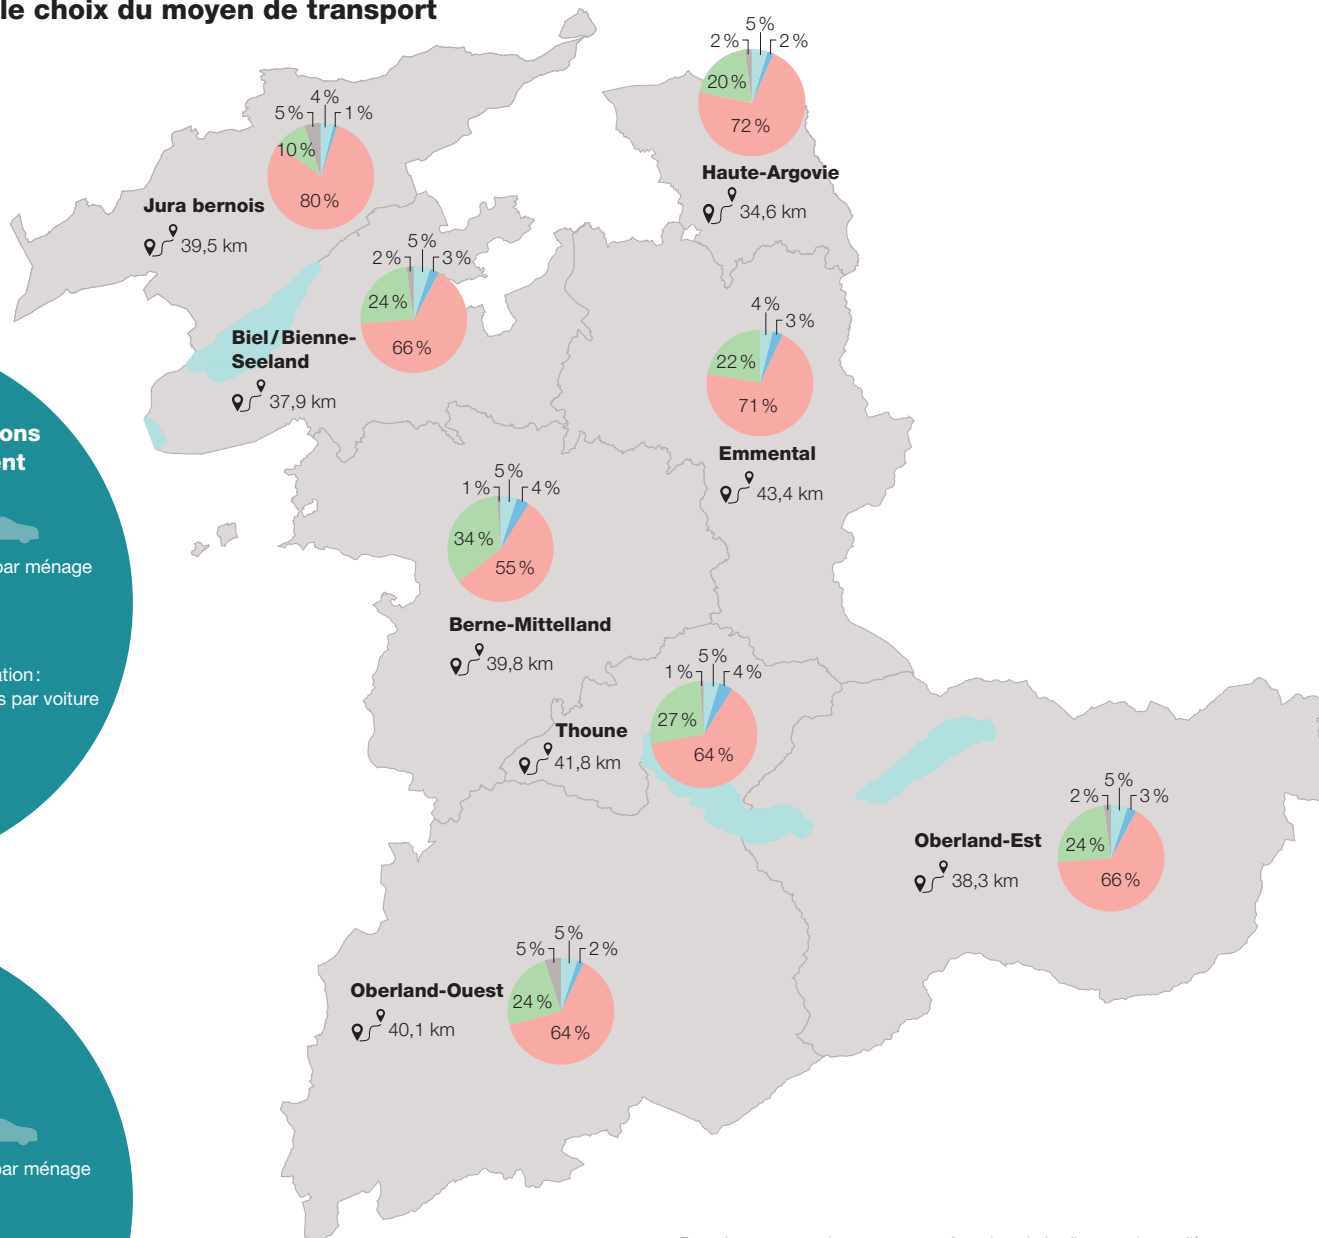 le choix du moyen de transport
5 %
2 % 2 %
20 %
72 %
Haute-Argovie
34,6 km
4 %
5 % 1 %
10 %
80 %
Jura bernois
39,5 km
5 %
2 % 3 %
24 %
66 %
Biel / Bienne-
Seeland
37,9 km
4 %
3 %
22 %
71 %
Emmental
43,4 km
5 %
1 % 4 %
34 %
55 %
Berne-Mittelland
39,8 km
5 %
1 % 4 %
27 %
64 %
Thoune
41,8 km
5 %
2 % 3 %
24 %
66 %
Oberland-Est
38,3 km
5 %
5 % 2 %
24 %
64 %
Oberland-Ouest
40,1 km
ons
nt
par ménage
tion :
s par voiture
par ménage